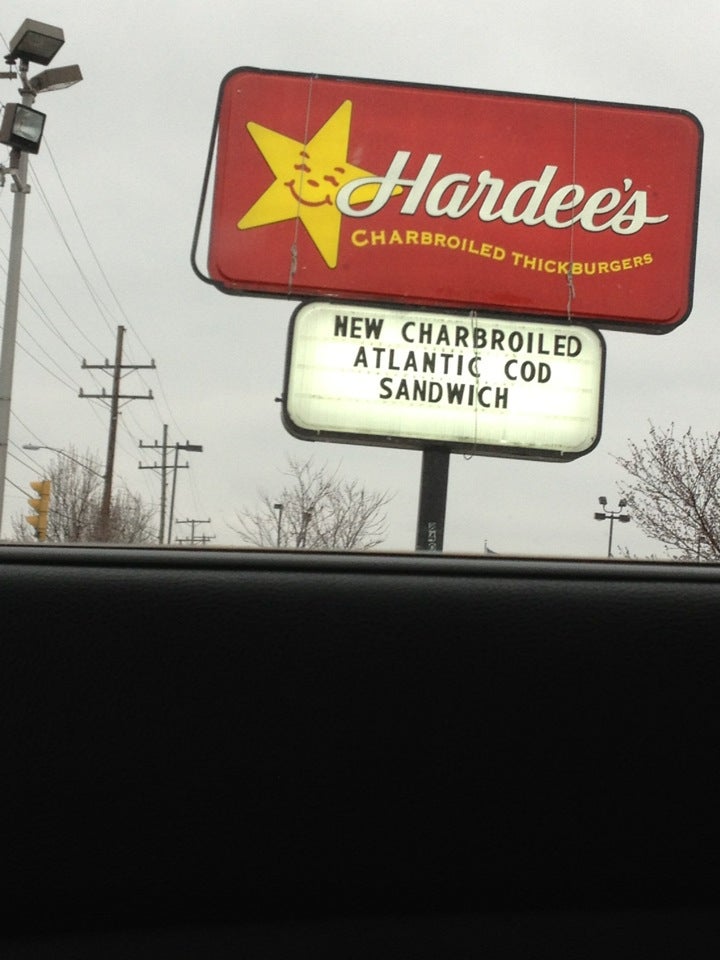 Hardee's
CHARBROILED THICKBURGERS
NEW CHARBROILED
ATLANTIC COD
SANDWICH